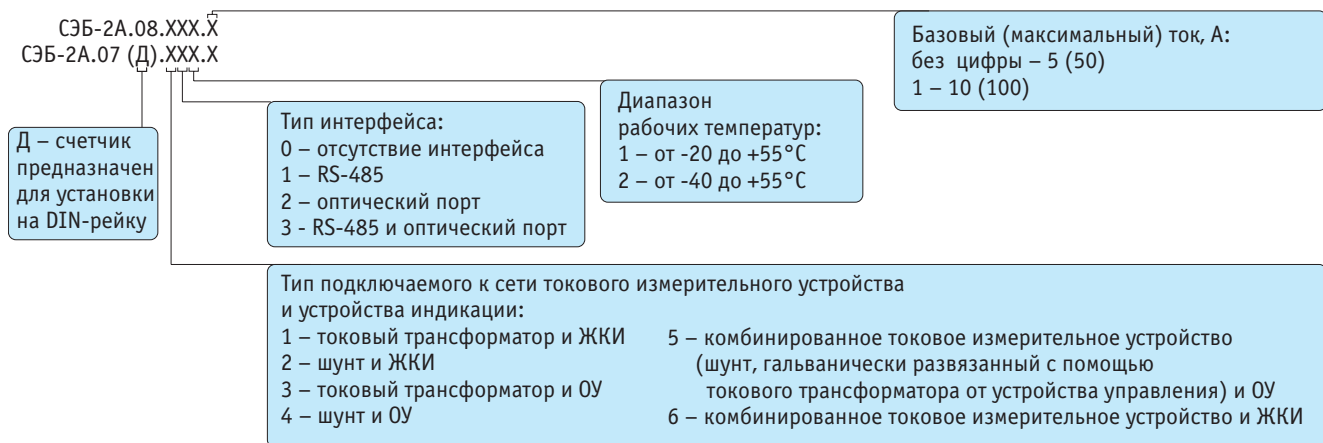 СЭБ-2А.08.XXX.X
СЭБ-2А.07 (Д).XXX.X
Базовый (максимальный) ток, А:
без цифры – 5 (50)
1 – 10 (100)
Диапазон
рабочих температур:
1 – от -20 до +55°С
2 – от -40 до +55°С
Тип интерфейса:
0 – отсутствие интерфейса
1 – RS-485
2 – оптический порт
3 - RS-485 и оптический порт
Д – счетчик
предназначен
для установки
на DIN-рейку
Тип подключаемого к сети токового измерительного устройства
и устройства индикации:
1 – токовый трансформатор и ЖКИ
2 – шунт и ЖКИ
3 – токовый трансформатор и ОУ
4 – шунт и ОУ
5 – комбинированное токовое измерительное устройство
(шунт, гальванически развязанный с помощью
токового трансформатора от устройства управления) и ОУ
6 – комбинированное токовое измерительное устройство и ЖКИ